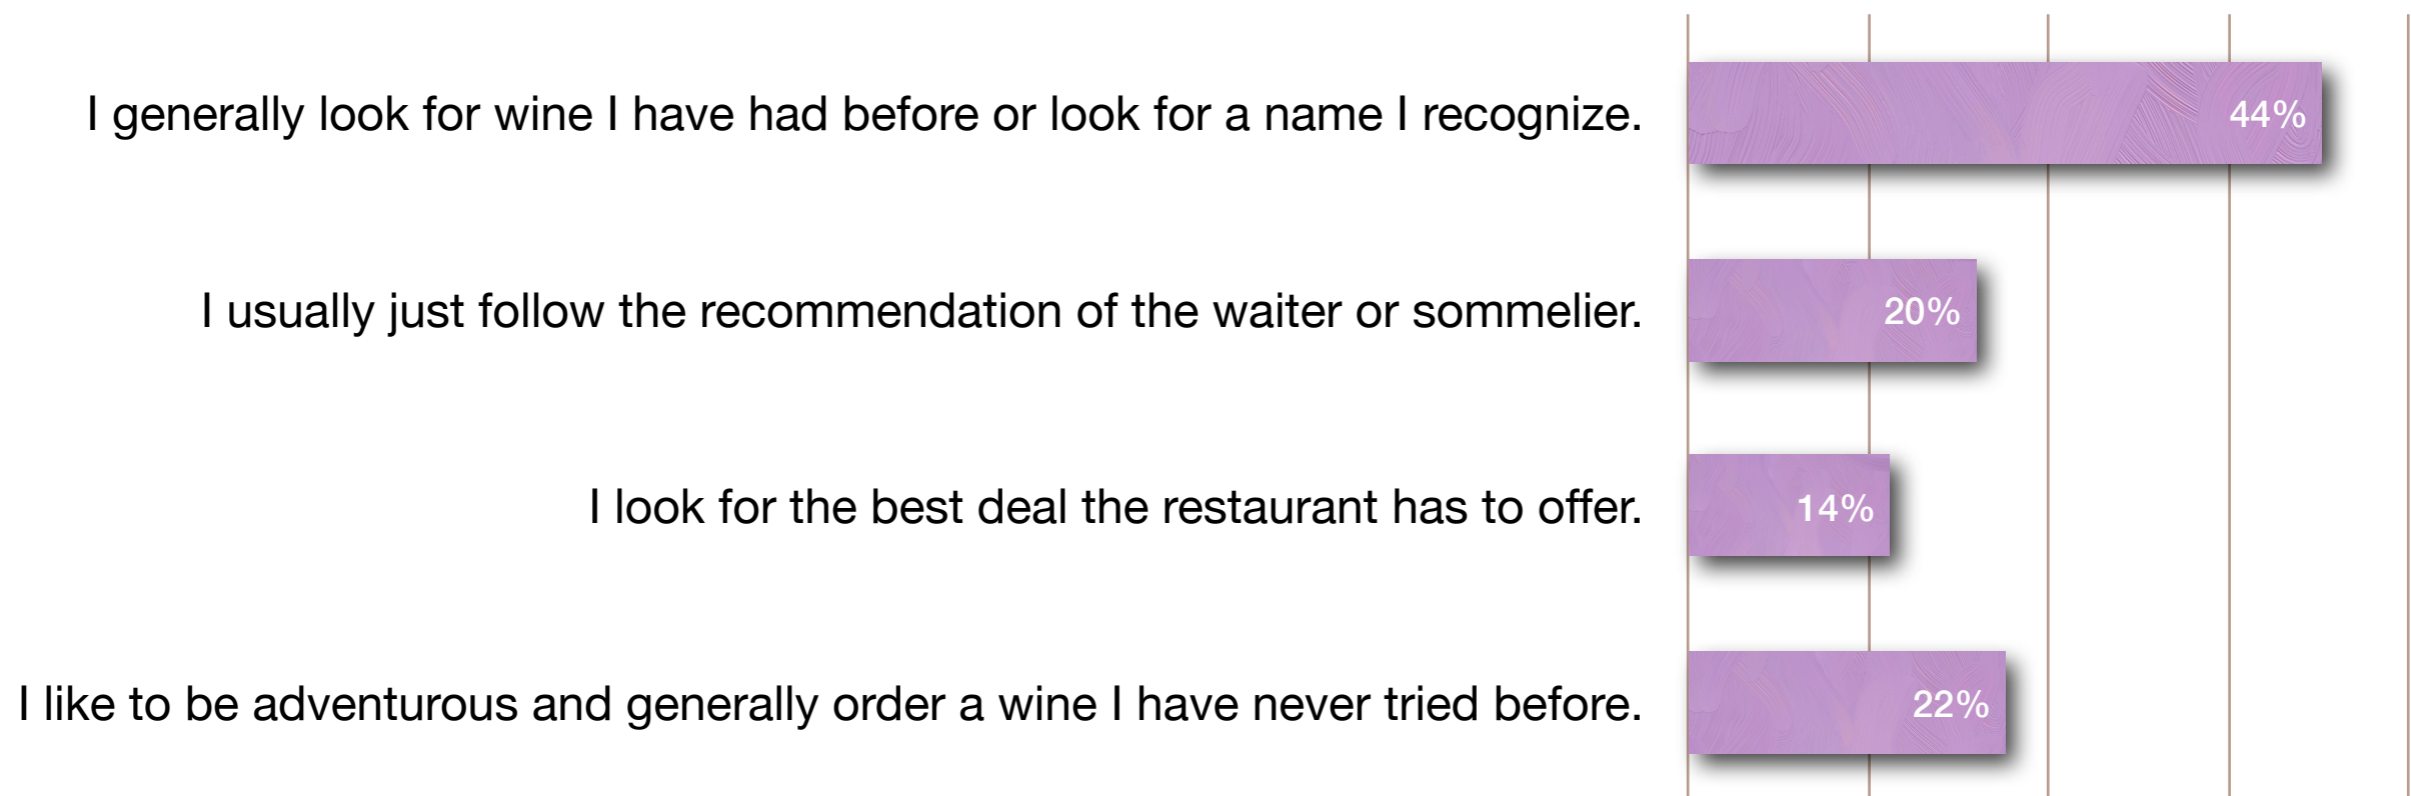 I generally look for wine I have had before or look for a name I recognize. 44%
I usually just follow the recommendation of the waiter or sommelier. 20%
I look for the best deal the restaurant has to offer. 14%
I like to be adventurous and generally order a wine I have never tried before. 22%